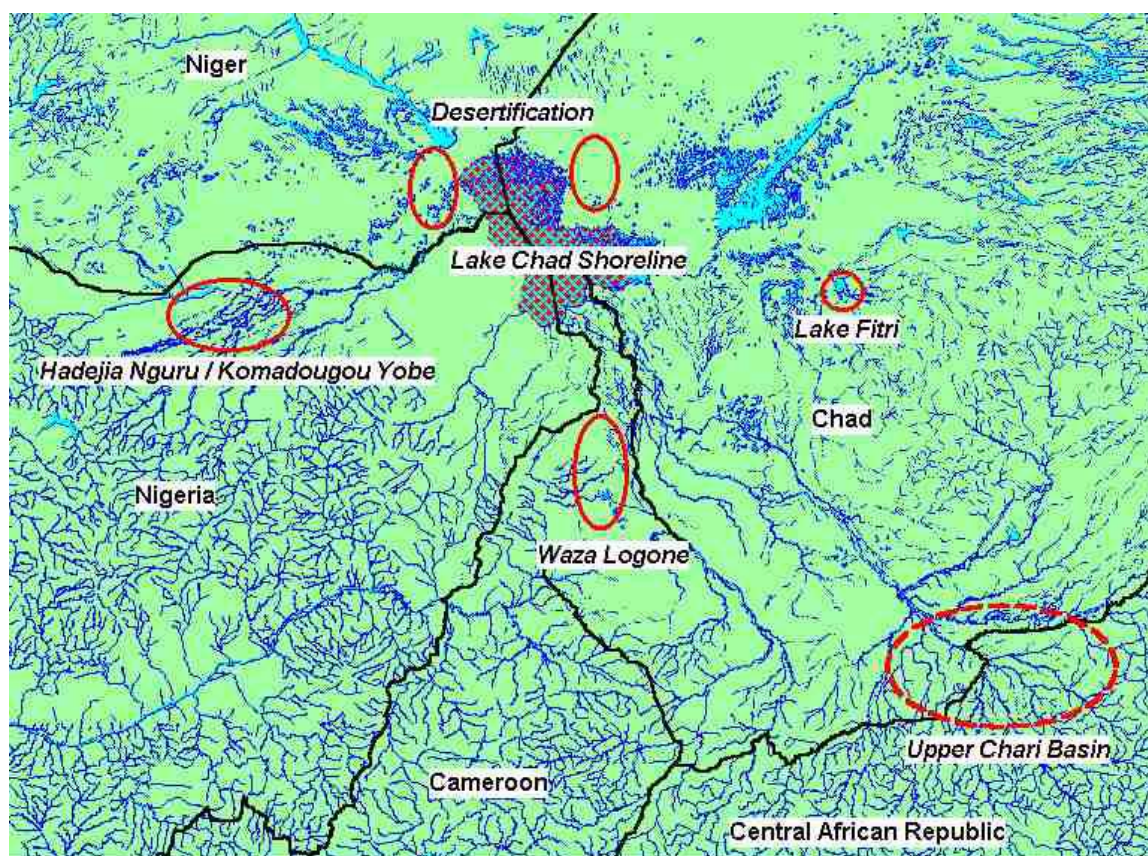 Niger
Desertification
Lake Chad Shoreline
Lake Fitri
Hadejia Nguru / Komadougou Yobe
Chad
Nigeria
Waza Logone
Upper Chari Basin
Cameroon
Central African Republic